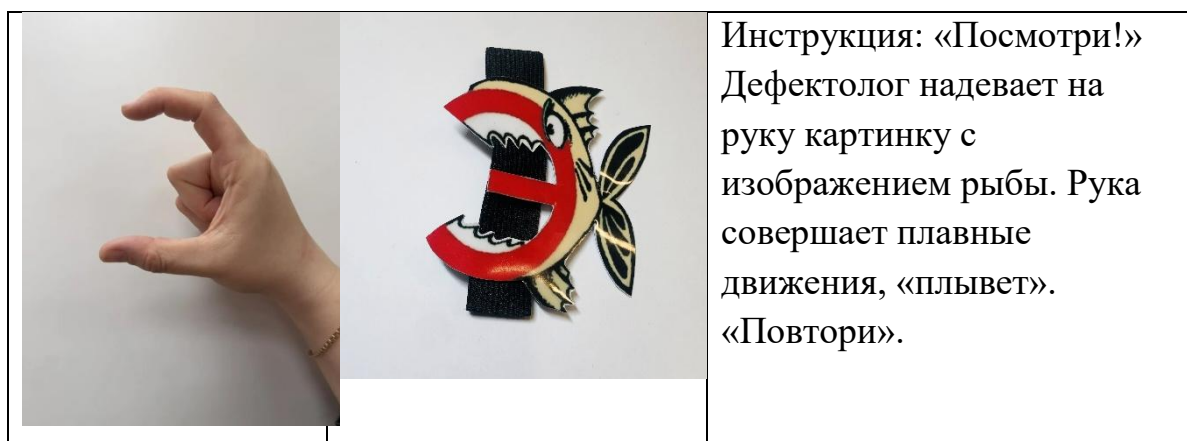 Инструкция: «Посмотри!»
Дефектолог надевает на
руку картинку с
изображением рыбы. Рука
совершает плавные
движения, «плывет».
«Повтори».
Э